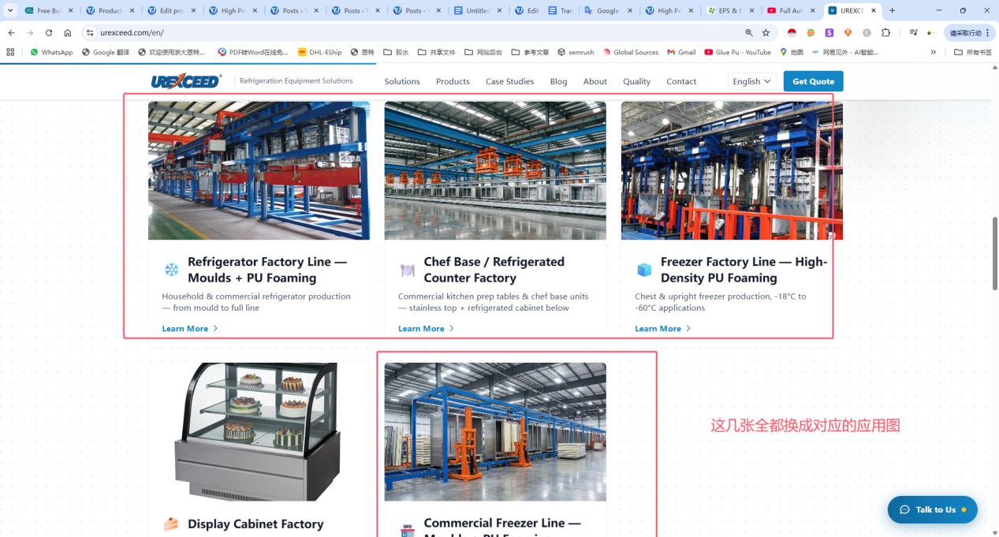 Free Bul
Product
Edit pro
High Pre
Posts ‹ V
Posts ‹ V
Posts ‹ V
Untitled
Edit
Tran
Google
High Pr
EPS & E
Full Aut
UREXCE
urexceed.com/en/
请采取行动
WhatsApp
Google 翻译
欢迎使用浙大恩特...
PDF转Word在线免...
DHL-EShip
恩特
胶水
共享文件
网站后台
参考文章
semrush
Global Sources
Gmail
Glue Pu - YouTube
地图
网易见外 - AI智能...
»
所有书签
UREXCEED®
Refrigeration Equipment Solutions
Solutions
Products
Case Studies
Blog
About
Quality
Contact
English
Get Quote
Refrigerator Factory Line —
Moulds + PU Foaming
Household & commercial refrigerator production
— from mould to full line
Learn More
Chef Base / Refrigerated
Counter Factory
Commercial kitchen prep tables & chef base units
— stainless top + refrigerated cabinet below
Learn More
Freezer Factory Line — High-
Density PU Foaming
Chest & upright freezer production, -18°C to
-60°C applications
Learn More
这几张全都换成对应的应用图
Display Cabinet Factory
Commercial Freezer Line —
Talk to Us